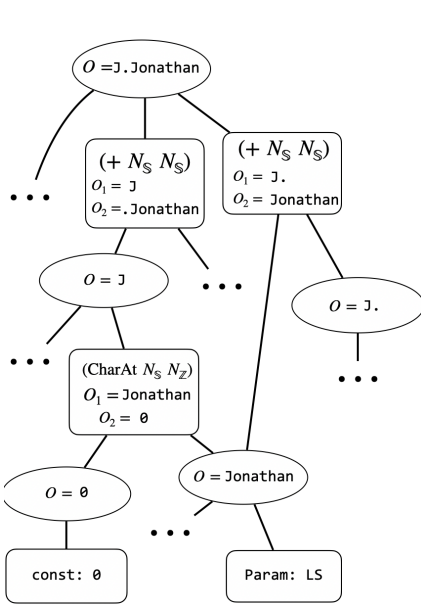 O =J.Jonathan
(+ N𝕊 N𝕊)
O₁ = J
O₂ =.Jonathan
(+ N𝕊 N𝕊)
O₁ = J.
O₂ = Jonathan
• • •
O = J
• • •
O = J.
• • •
(CharAt N𝕊 Nℤ)
O₁ = Jonathan
O₂ = 0
• • •
O = 0
O = Jonathan
• • •
const: 0
Param: LS